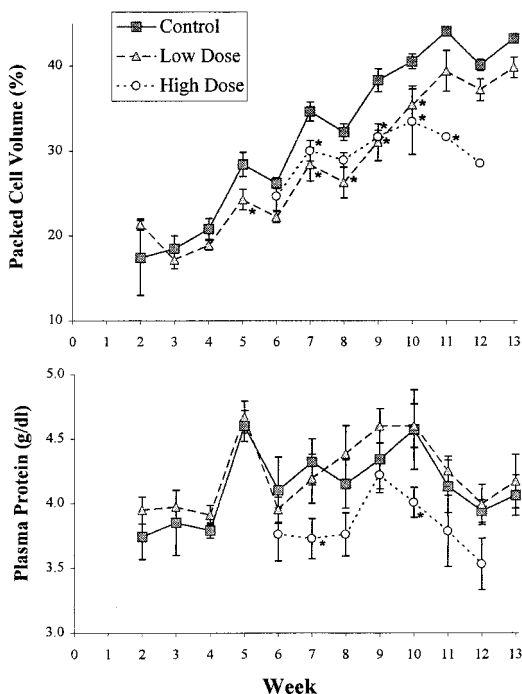 Control
Low Dose
High Dose
Packed Cell Volume (%)
40
30
20
10
* * * * * * * * * *
0 1 2 3 4 5 6 7 8 9 10 11 12 13
Plasma Protein (g/dl)
5.0
4.5
4.0
3.5
3.0
* *
0 1 2 3 4 5 6 7 8 9 10 11 12 13
Week